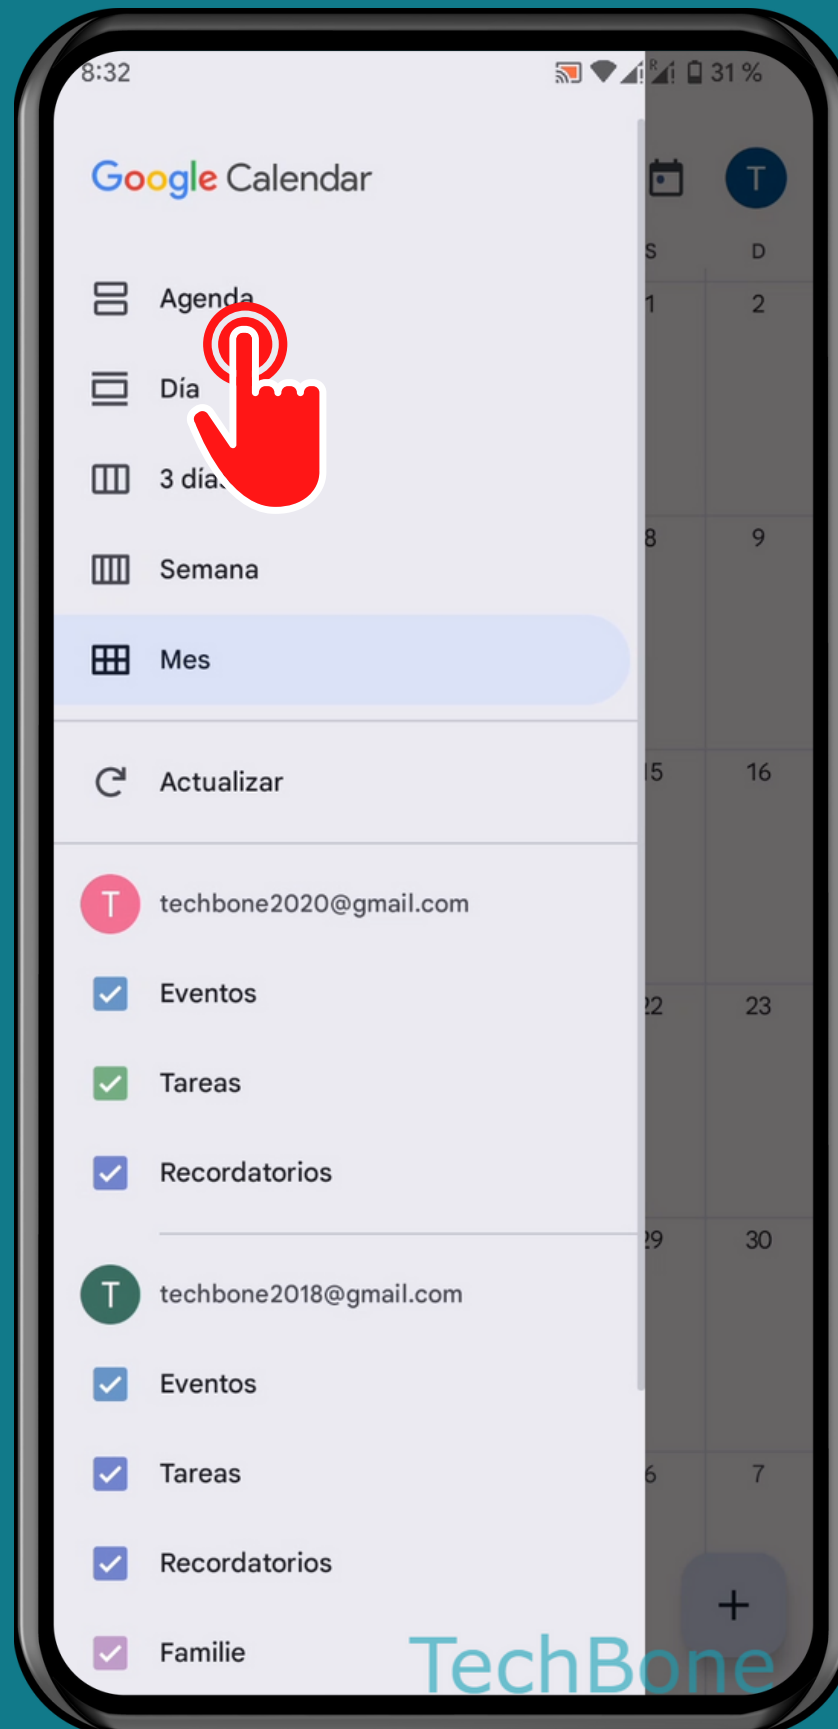 8:32
R
31 %
Google Calendar
T
S D
Agenda
1 2
Día
3 días
8 9
Semana
Mes
15 16
Actualizar
T techbone2020@gmail.com
Eventos
22 23
Tareas
Recordatorios
29 30
T techbone2018@gmail.com
Eventos
Tareas
6 7
Recordatorios
Familie
TechBone